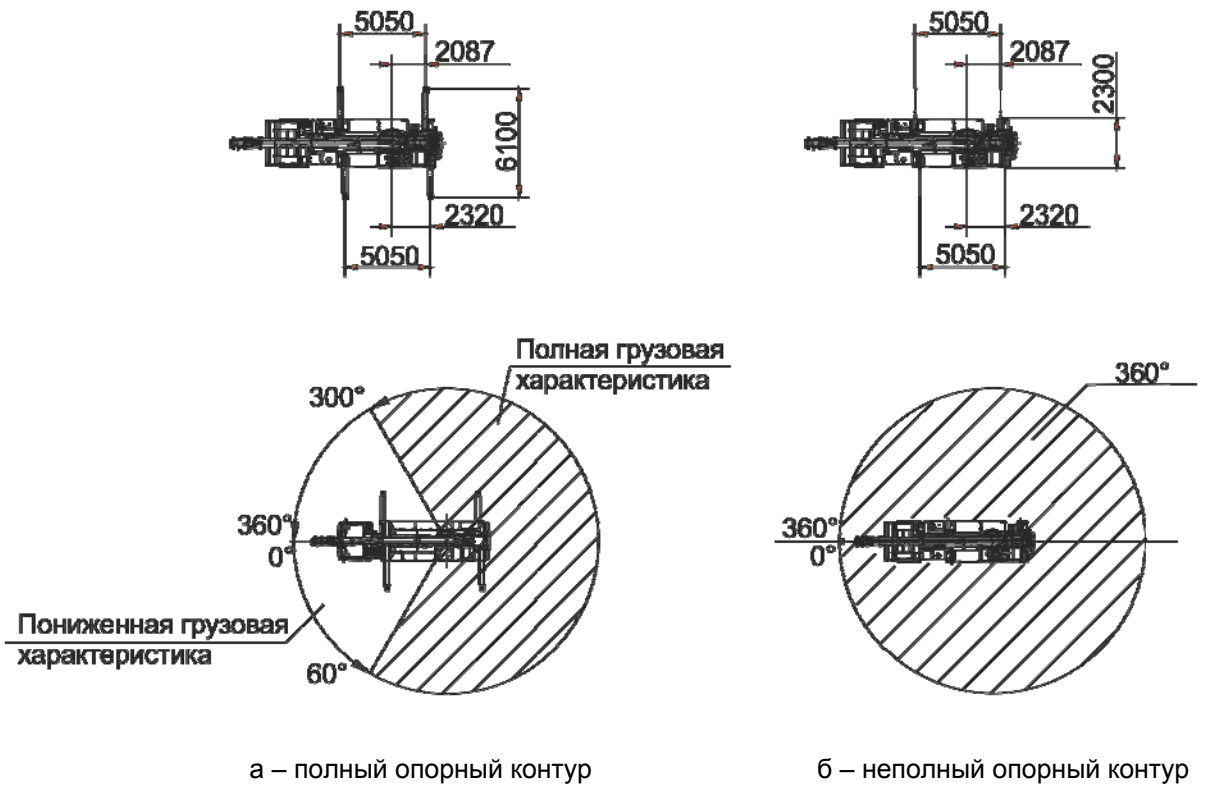 5050
2087
6100
2320
5050
5050
2087
2300
2320
5050
Полная грузовая
характеристика
300°
360°
0°
Пониженная грузовая
характеристика
60°
360°
360°
0°
а – полный опорный контур
б – неполный опорный контур